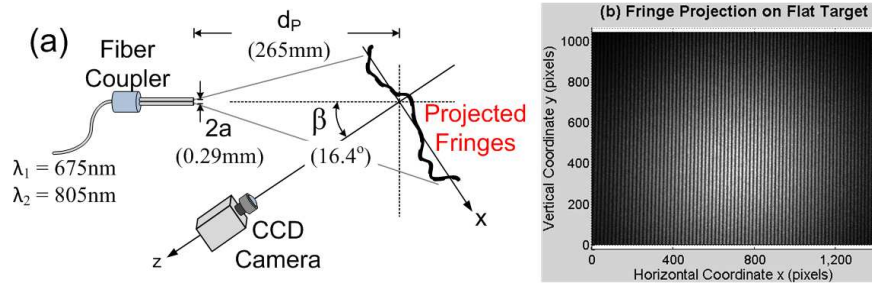 (a)
Fiber
Coupler
dP
(265mm)
2a
(0.29mm)
β
(16.4°)
Projected
Fringes
λ1 = 675nm
λ2 = 805nm
CCD
Camera
x
z
(b) Fringe Projection on Flat Target
Vertical Coordinate y (pixels)
1000
800
600
400
200
0
0
400
800
1,200
Horizontal Coordinate x (pixels)